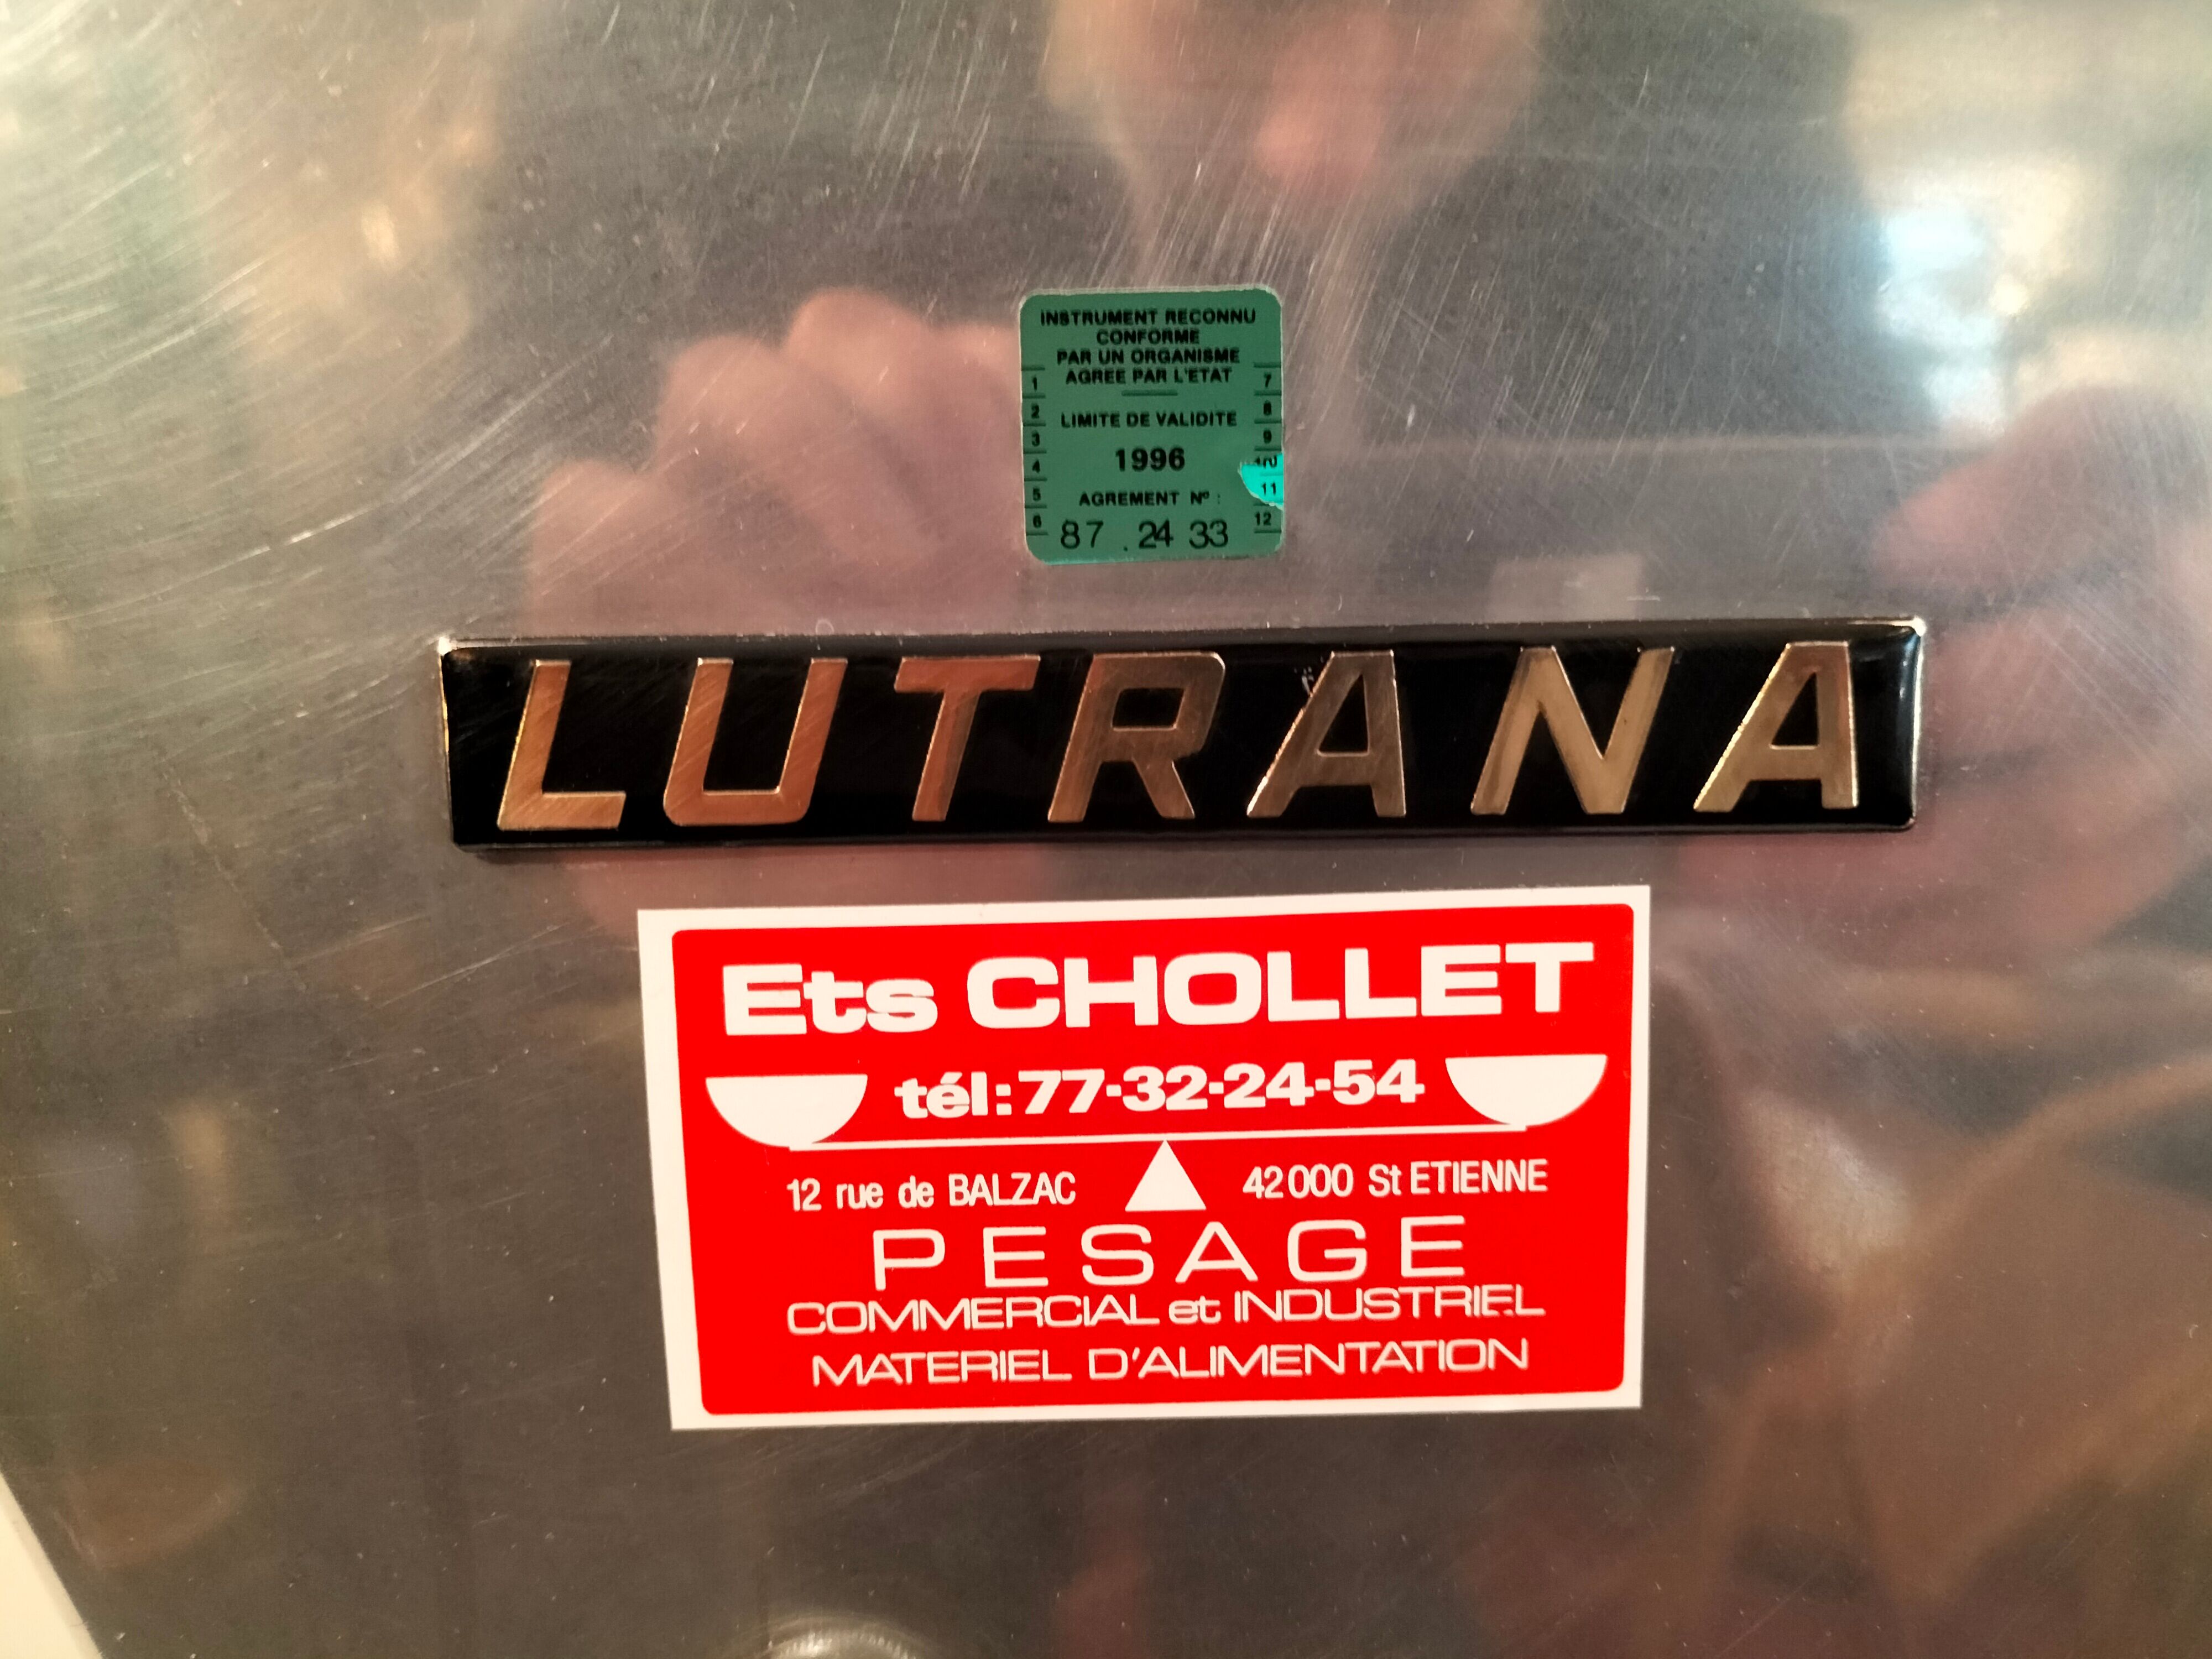 INSTRUMENT RECONNU
CONFORME
PAR UN ORGANISME
AGREE PAR L'ETAT
1
2
3
4
5
6
7
8
9
10
11
12
LIMITE DE VALIDITE
1996
AGREMENT Nº :
87 . 24 33
LUTRANA
Ets CHOLLET
tél:77-32-24-54
12 rue de BALZAC 42000 St ETIENNE
PESAGE
COMMERCIAL et INDUSTRIEL
MATERIEL D'ALIMENTATION